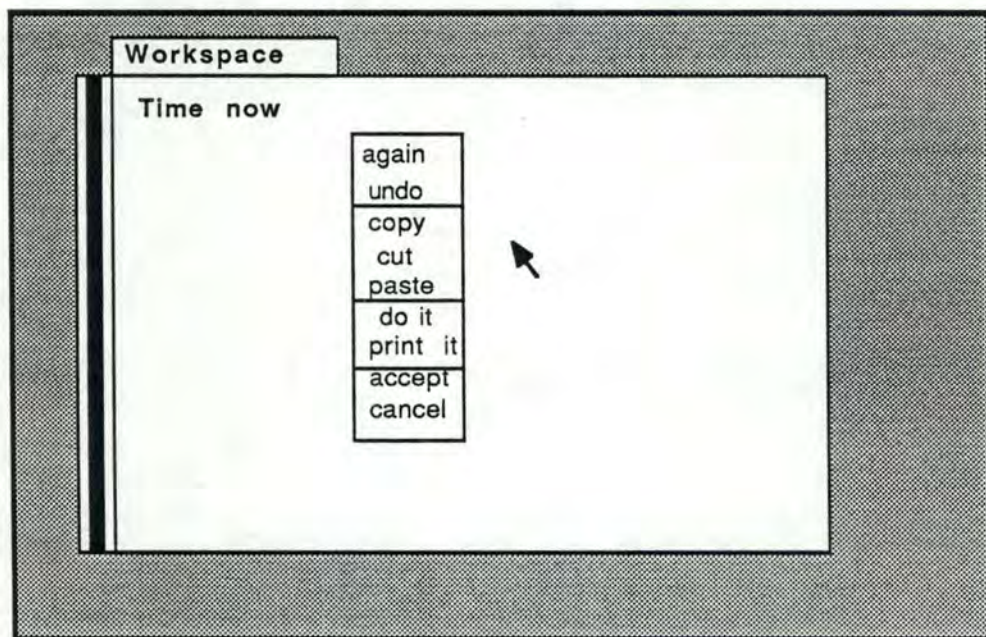 Workspace
Time now
again
undo
copy
cut
paste
do it
print it
accept
cancel